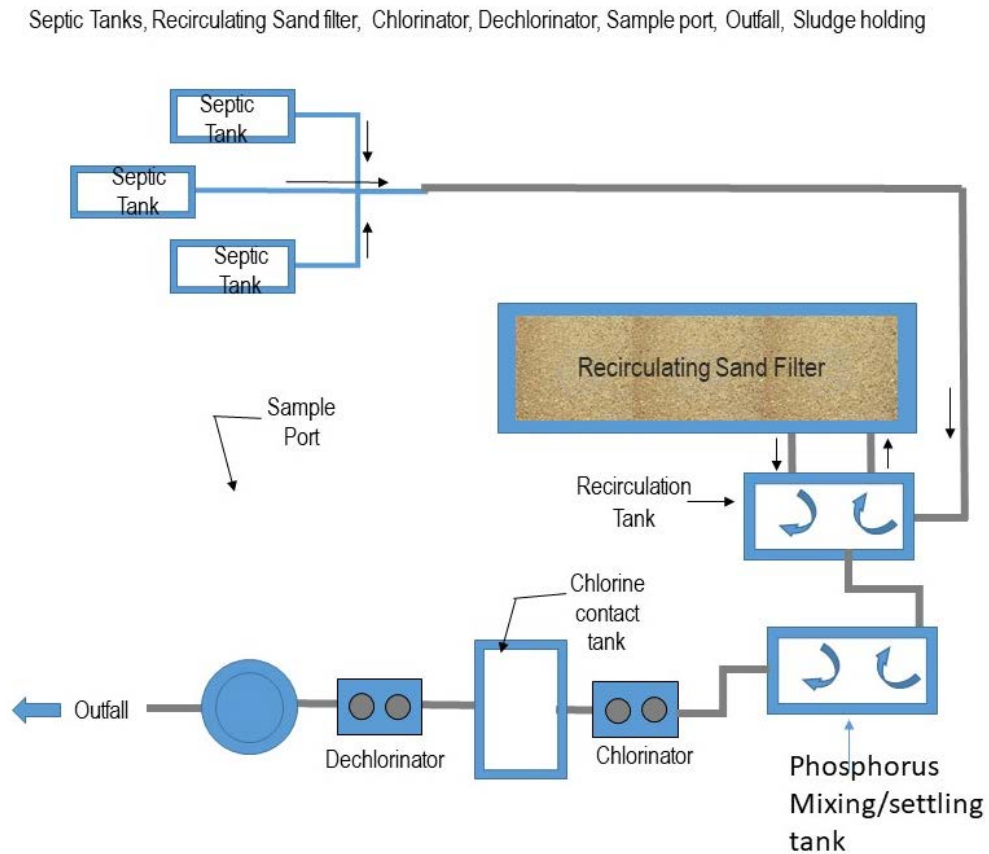 Septic Tanks, Recirculating Sand filter, Chlorinator, Dechlorinator, Sample port, Outfall, Sludge holding
Septic
Tank
Septic
Tank
Septic
Tank
Recirculating Sand Filter
Sample
Port
Recirculation
Tank
Chlorine
contact
tank
Outfall
Dechlorinator
Chlorinator
Phosphorus
Mixing/settling
tank